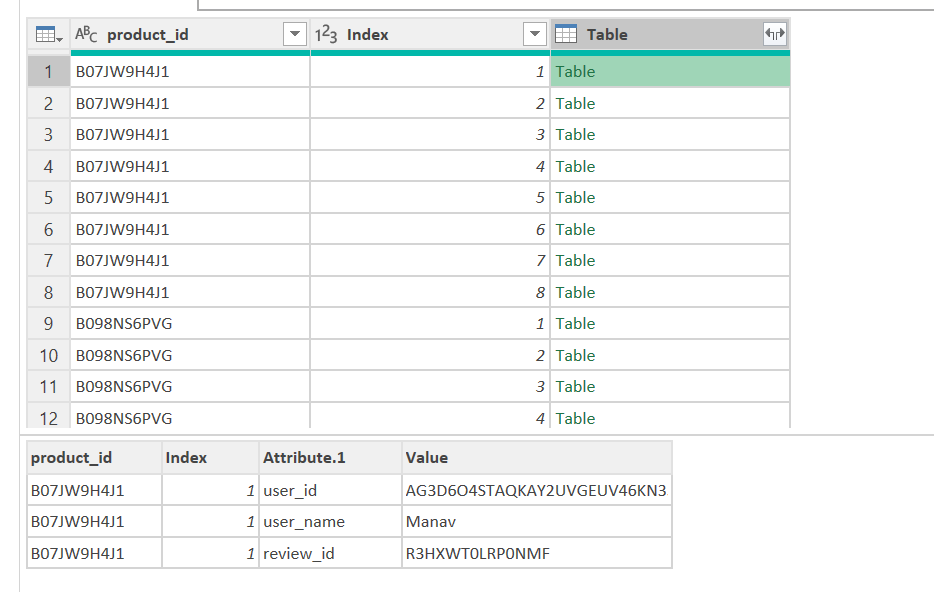 ABC product_id 123 Index Table
1 B07JW9H4J1 1 Table
2 B07JW9H4J1 2 Table
3 B07JW9H4J1 3 Table
4 B07JW9H4J1 4 Table
5 B07JW9H4J1 5 Table
6 B07JW9H4J1 6 Table
7 B07JW9H4J1 7 Table
8 B07JW9H4J1 8 Table
9 B098NS6PVG 1 Table
10 B098NS6PVG 2 Table
11 B098NS6PVG 3 Table
12 B098NS6PVG 4 Table
product_id Index Attribute.1 Value
B07JW9H4J1 1 user_id AG3D6O4STAQKAY2UVGEUV46KN3
B07JW9H4J1 1 user_name Manav
B07JW9H4J1 1 review_id R3HXWT0LRP0NMF